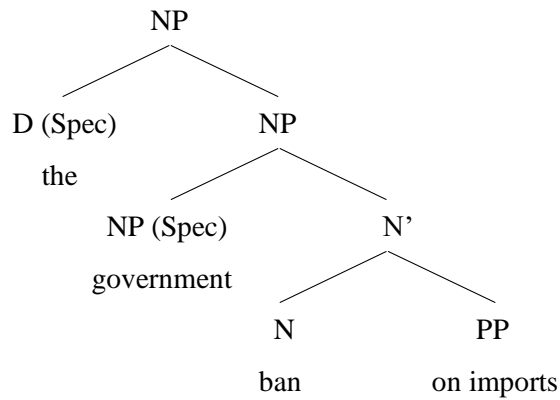 NP
D (Spec) NP
the
NP (Spec) N’
government
N PP
ban on imports